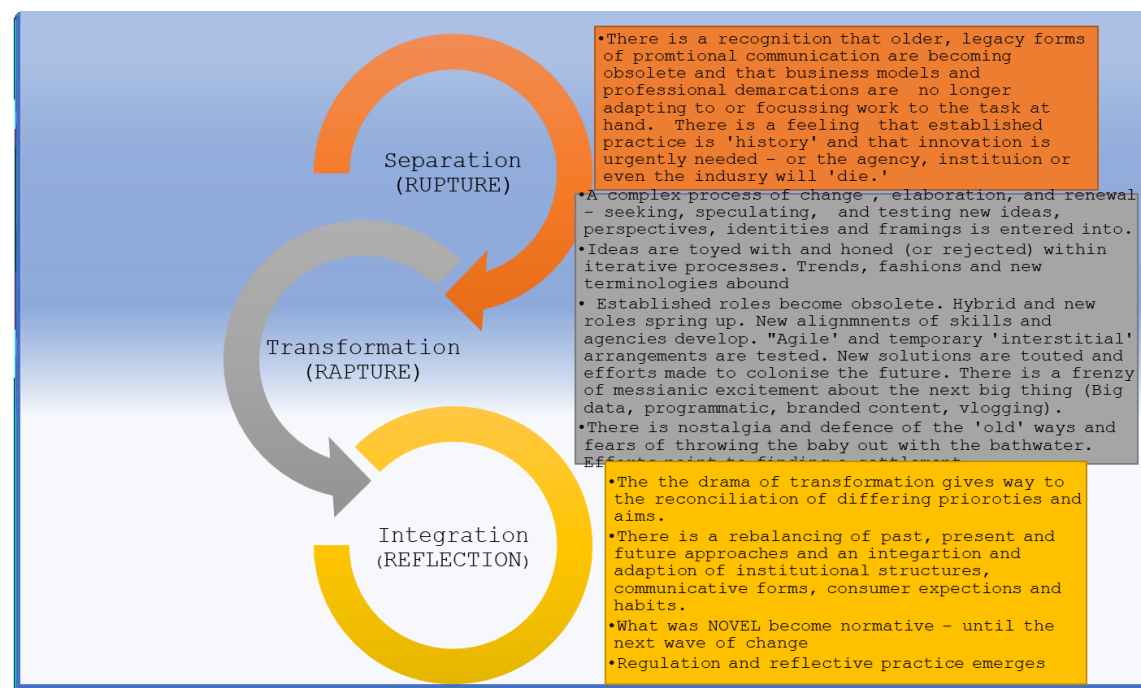 Separation
(RUPTURE)
•There is a recognition that older, legacy forms
of promtional communication are becoming
obsolete and that business models and
professional demarcations are no longer
adapting to or focussing work to the task at
hand. There is a feeling that established
practice is 'history' and that innovation is
urgently needed – or the agency, instituion or
even the indusry will 'die.'
Transformation
(RAPTURE)
•A complex process of change , elaboration, and renewal
– seeking, speculating, and testing new ideas,
perspectives, identities and framings is entered into.
•Ideas are toyed with and honed (or rejected) within
iterative processes. Trends, fashions and new
terminologies abound
• Established roles become obsolete. Hybrid and new
roles spring up. New alignmnents of skills and
agencies develop. "Agile' and temporary 'interstitial'
arrangements are tested. New solutions are touted and
efforts made to colonise the future. There is a frenzy
of messianic excitement about the next big thing (Big
data, programmatic, branded content, vlogging).
•There is nostalgia and defence of the 'old' ways and
fears of throwing the baby out with the bathwater.
Integration
(REFLECTION)
•The the drama of transformation gives way to
the reconciliation of differing prioroties and
aims.
•There is a rebalancing of past, present and
future approaches and an integartion and
adaption of institutional structures,
communicative forms, consumer expections and
habits.
•What was NOVEL become normative – until the
next wave of change
•Regulation and reflective practice emerges